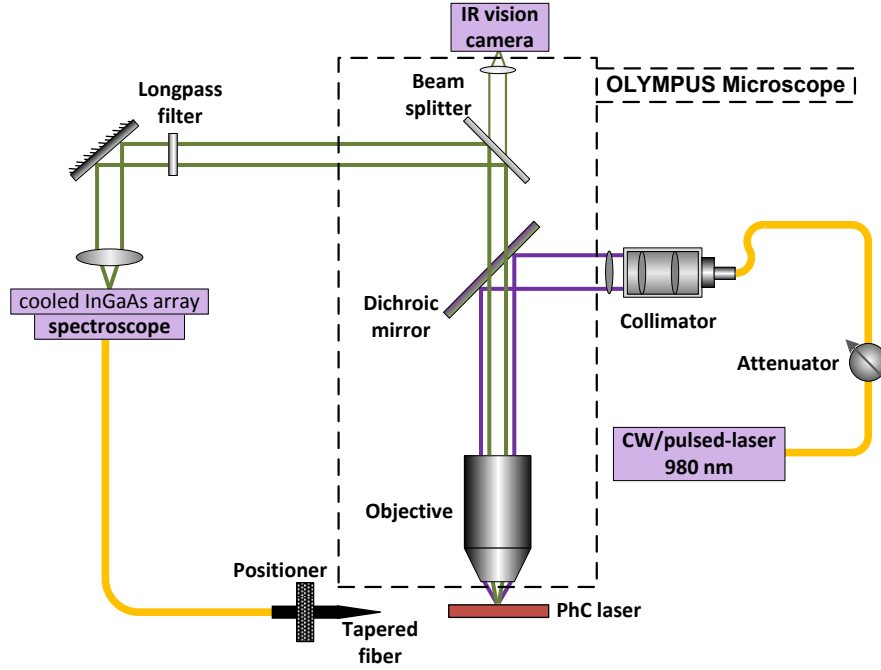 IR vision
camera
OLYMPUS Microscope
Longpass
filter
Beam
splitter
cooled InGaAs array
spectroscope
Dichroic
mirror
Collimator
Attenuator
CW/pulsed-laser
980 nm
Objective
Positioner
Tapered
fiber
PhC laser